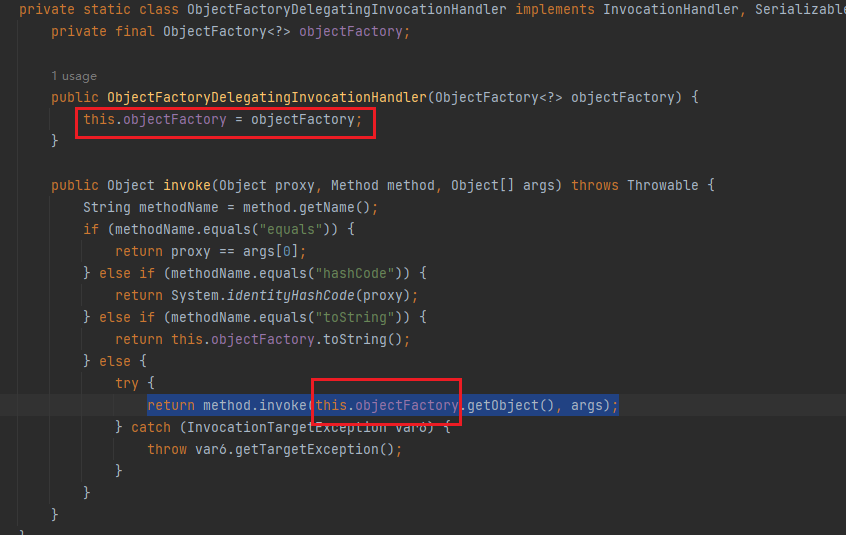 private static class ObjectFactoryDelegatingInvocationHandler implements InvocationHandler, Serializable
private final ObjectFactory<?> objectFactory;
1 usage
public ObjectFactoryDelegatingInvocationHandler(ObjectFactory<?> objectFactory) {
this.objectFactory = objectFactory;
}
public Object invoke(Object proxy, Method method, Object[] args) throws Throwable {
String methodName = method.getName();
if (methodName.equals("equals")) {
return proxy == args[0];
} else if (methodName.equals("hashCode")) {
return System.identityHashCode(proxy);
} else if (methodName.equals("toString")) {
return this.objectFactory.toString();
} else {
try {
return method.invoke(this.objectFactory.getObject(), args);
} catch (InvocationTargetException var6) {
throw var6.getTargetException();
}
}
}